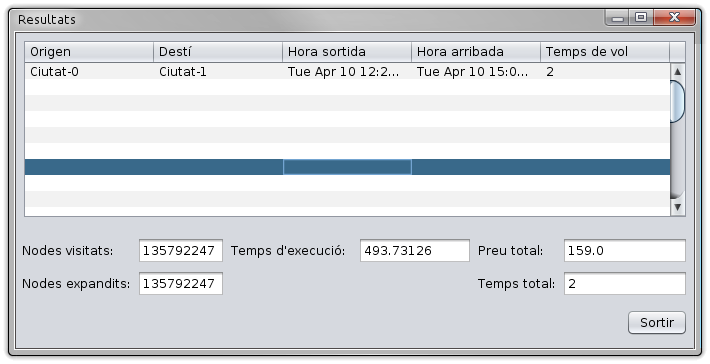 Resultats
Origen Destí Hora sortida Hora arribada Temps de vol
Ciutat-0 Ciutat-1 Tue Apr 10 12:2... Tue Apr 10 15:0... 2
Nodes visitats: 135792247 Temps d'execució: 493.73126 Preu total: 159.0
Nodes expandits: 135792247 Temps total: 2
Sortir